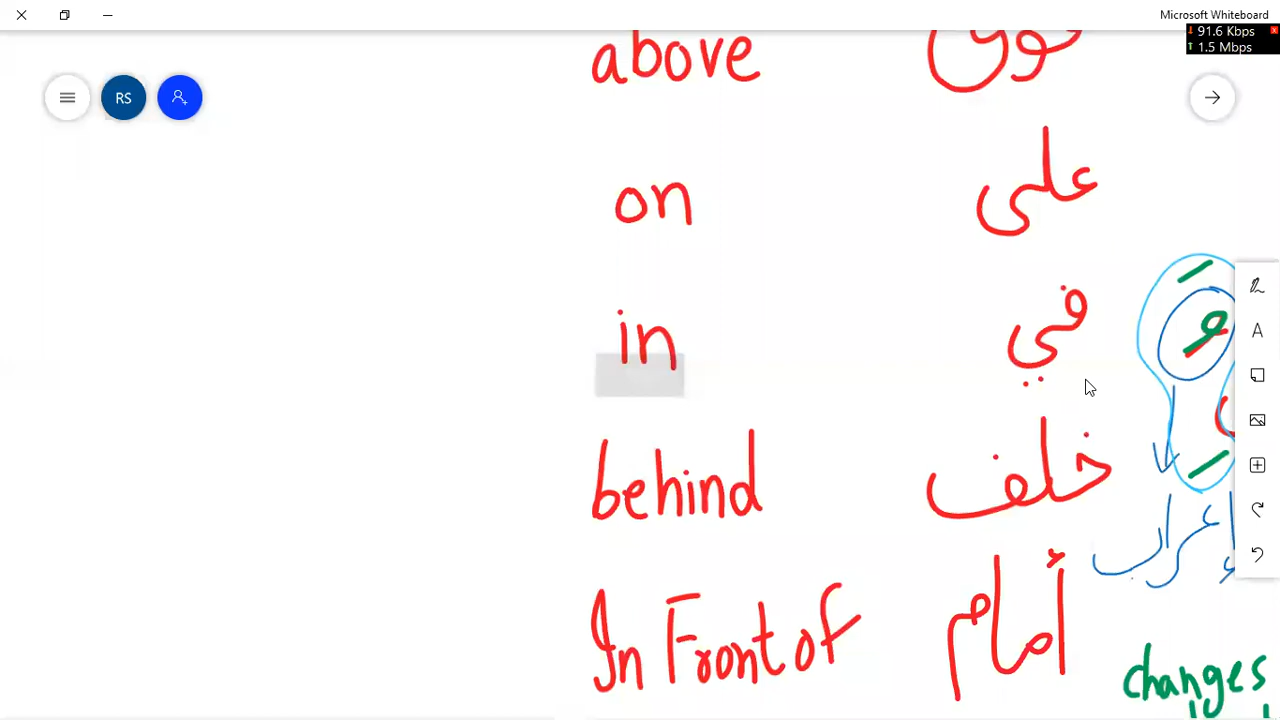 Microsoft Whiteboard
91.6 Kbps
1.5 Mbps
RS
above فوق
on على
in في
behind خلف
In Front of أمام
إعراب
changes